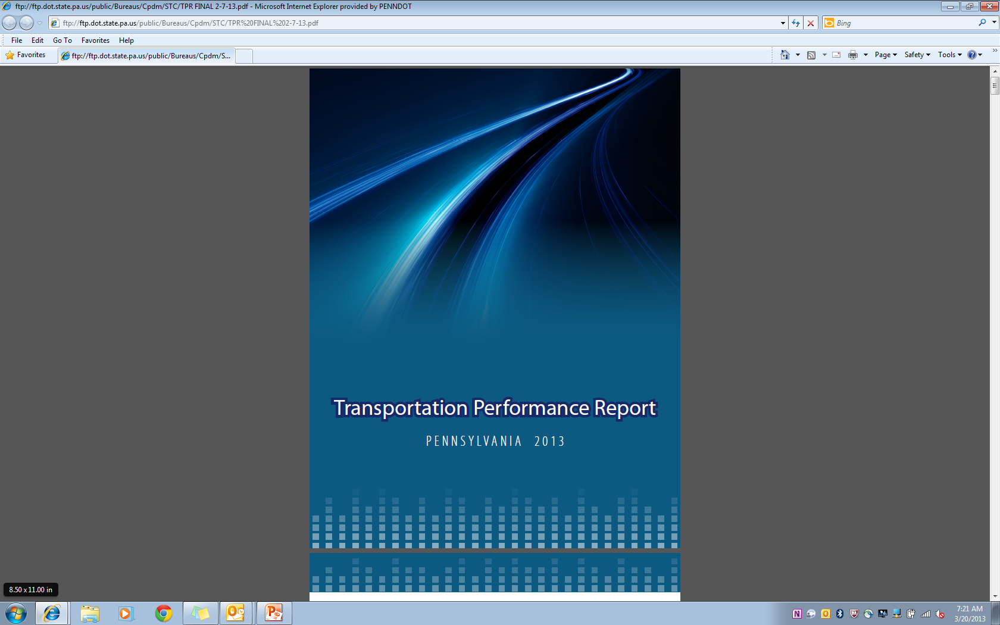 ftp://ftp.dot.state.pa.us/public/Bureaus/Cpdm/STC/TPR FINAL 2-7-13.pdf - Microsoft Internet Explorer provided by PENNDOT
ftp://ftp.dot.state.pa.us/public/Bureaus/Cpdm/STC/TPR%20FINAL%202-7-13.pdf
Bing
File Edit Go To Favorites Help
Favorites
ftp://ftp.dot.state.pa.us/public/Bureaus/Cpdm/S...
Page Safety Tools
Transportation Performance Report
PENNSYLVANIA 2013
8.50 x 11.00 in
7:21 AM
3/20/2013